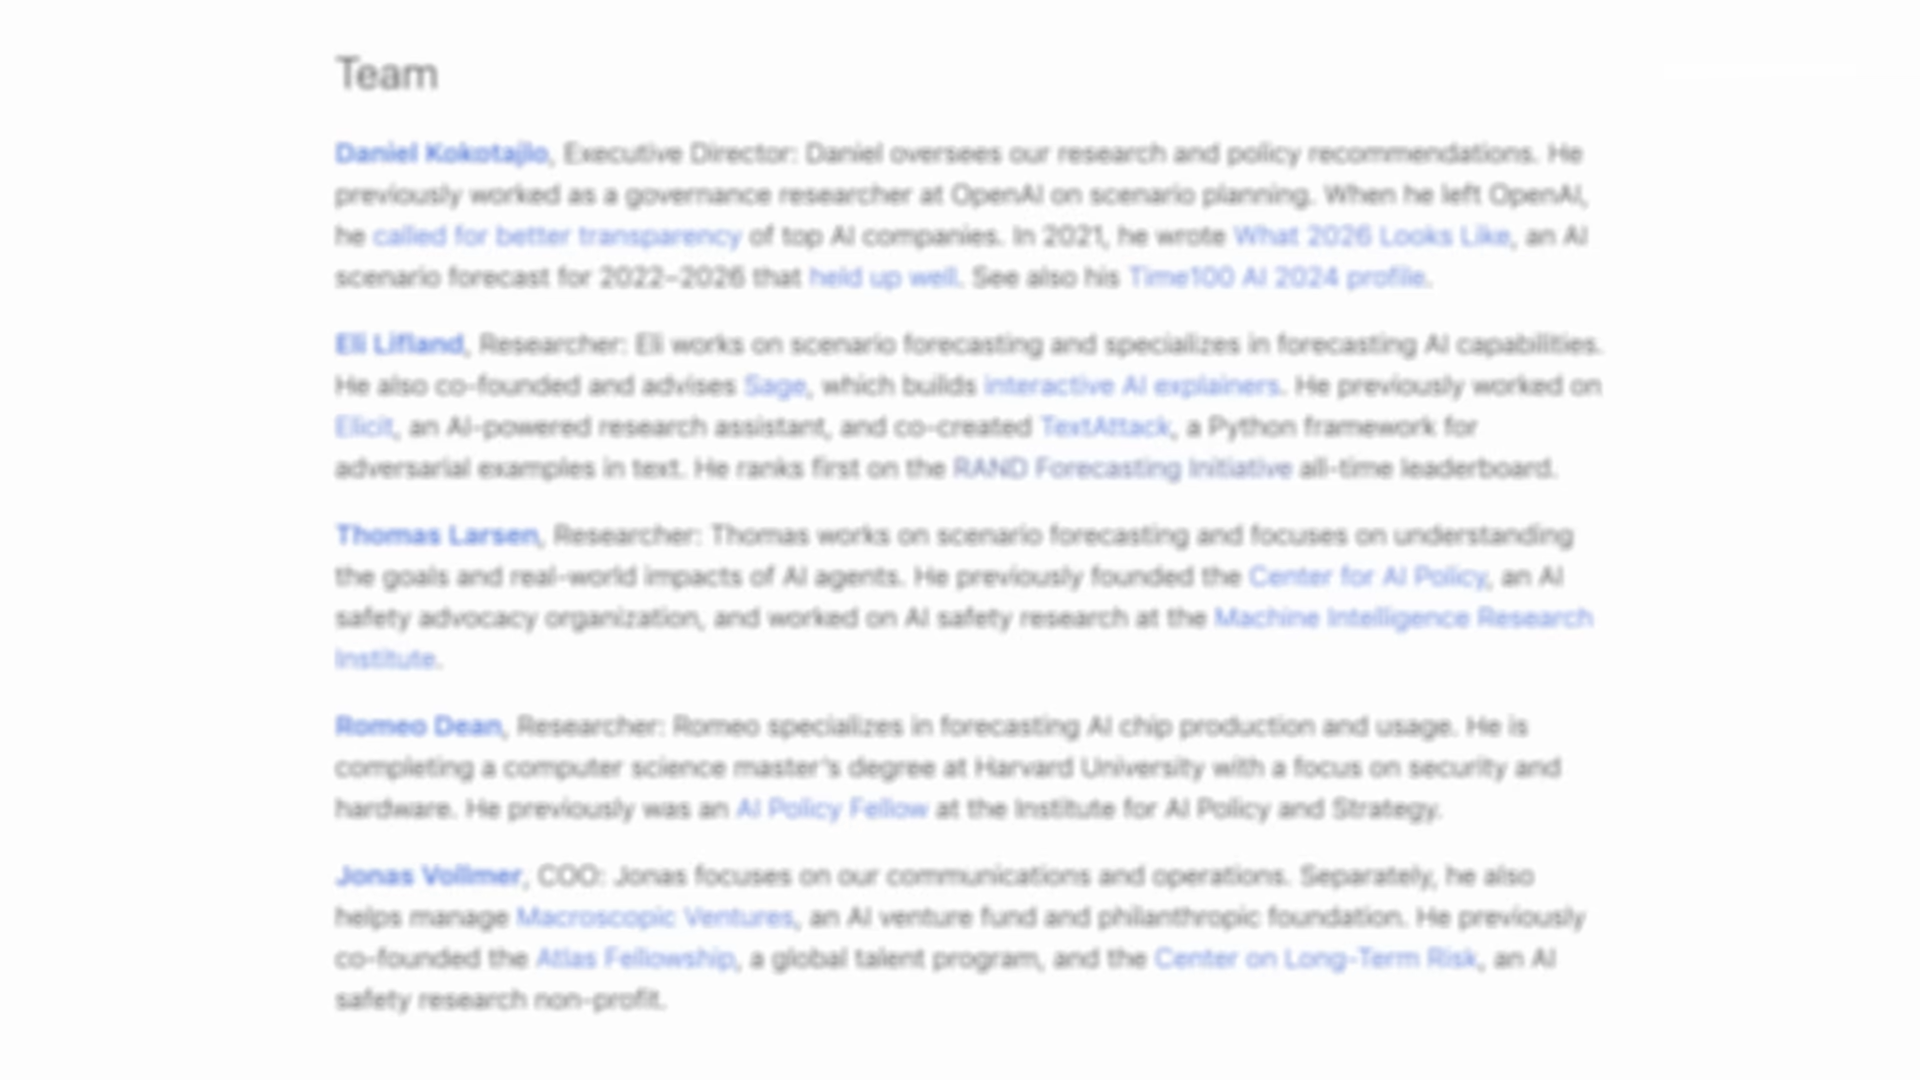 Team
Daniel Kokotajlo, Executive Director: Daniel oversees our research and policy recommendations. He
previously worked as a governance researcher at OpenAI on scenario planning. When he left OpenAI,
he called for better transparency of top AI companies. In 2021, he wrote What 2026 Looks Like, an AI
scenario forecast for 2022–2026 that held up well. See also his Time100 AI 2024 profile.
Eli Lifland, Researcher: Eli works on scenario forecasting and specializes in forecasting AI capabilities.
He also co-founded and advises Sage, which builds interactive AI explainers. He previously worked on
Elicit, an AI-powered research assistant, and co-created TextAttack, a Python framework for
adversarial examples in text. He ranks first on the RAND Forecasting Initiative all-time leaderboard.
Thomas Larsen, Researcher: Thomas works on scenario forecasting and focuses on understanding
the goals and real-world impacts of AI agents. He previously founded the Center for AI Policy, an AI
safety advocacy organization, and worked on AI safety research at the Machine Intelligence Research
Institute.
Romeo Dean, Researcher: Romeo specializes in forecasting AI chip production and usage. He is
completing a computer science master's degree at Harvard University with a focus on security and
hardware. He previously was an AI Policy Fellow at the Institute for AI Policy and Strategy.
Jonas Vollmer, COO: Jonas focuses on our communications and operations. Separately, he also
helps manage Macroscopic Ventures, an AI venture fund and philanthropic foundation. He previously
co-founded the Atlas Fellowship, a global talent program, and the Center on Long-Term Risk, an AI
safety research non-profit.